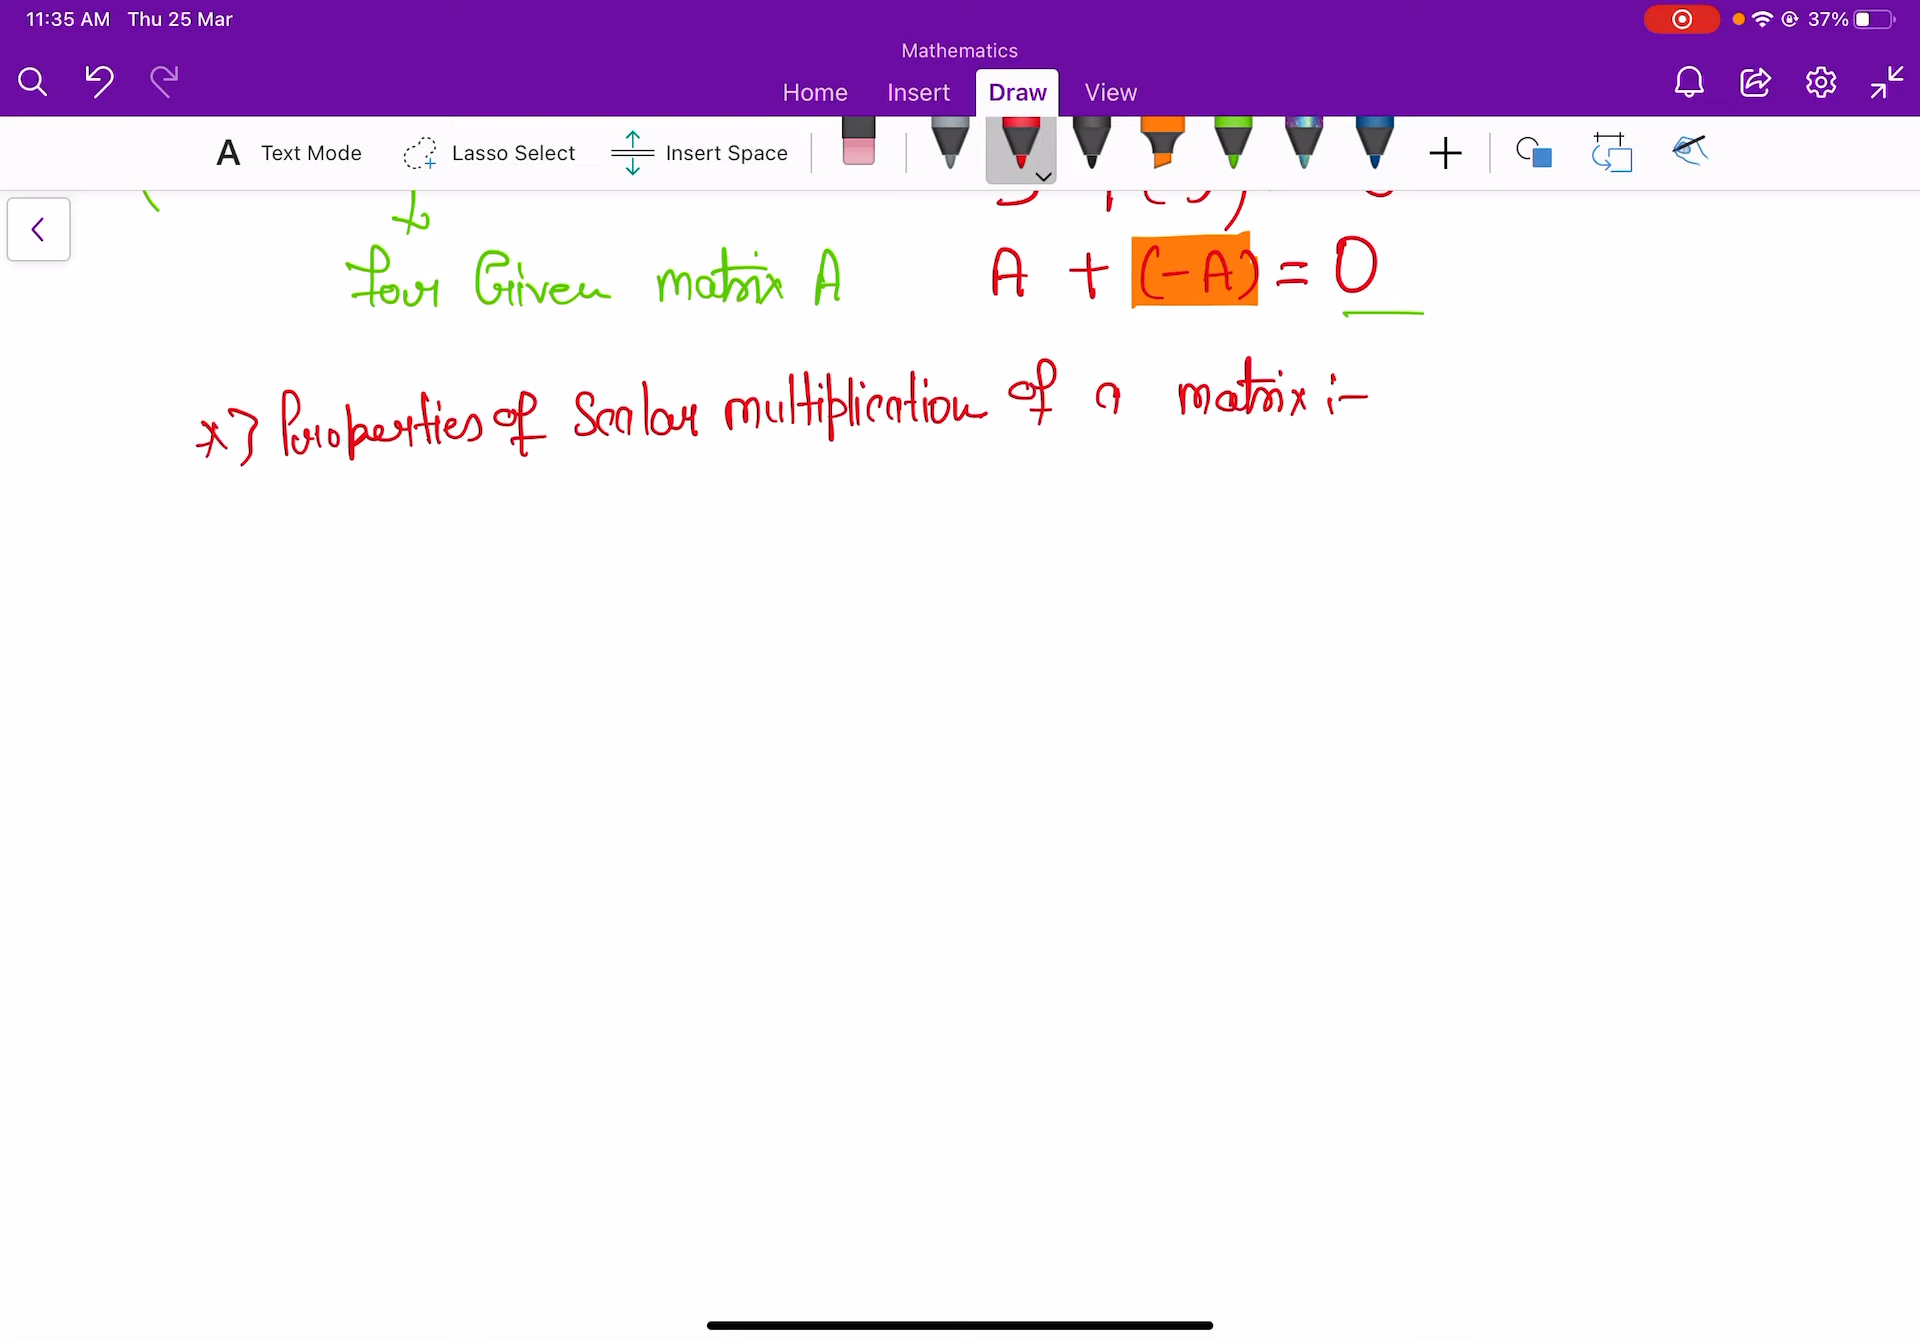 11:35 AM Thu 25 Mar
37%
Mathematics
Home Insert Draw View
A Text Mode Lasso Select Insert Space
for Given matrix A A + (-A) = O
*} Properties of Scalar multiplication of a matrix :-